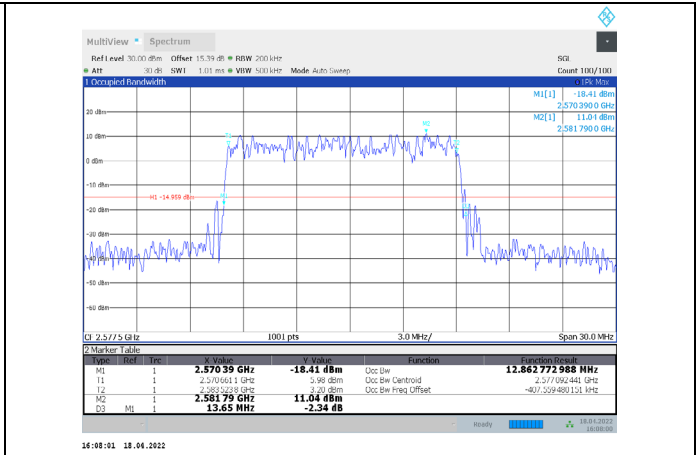 MultiView Spectrum
Ref Level 30.00 dBm Offset 15.39 dB RBW 200 kHz SGL
Att 30 dB SWT 1.01 ms VBW 500 kHz Mode Auto Sweep Count 100/100
1 Occupied Bandwidth 1Pk Max
M1[1] -18.41 dBm
2.5703900 GHz
M2[1] 11.04 dBm
2.5817900 GHz
20 dBm
M2
10 dBm
0 dBm
-10 dBm
H1 -14.959 dBm
-20 dBm
-30 dBm
-40 dBm
-50 dBm
-60 dBm
CF 2.5775 GHz 1001 pts 3.0 MHz/ Span 30.0 MHz
2 Marker Table
Type Ref Trc X-Value Y-Value Function Function Result
M1 1 2.57039 GHz -18.41 dBm Occ Bw 12.862772988 MHz
T1 1 2.5706611 GHz 5.98 dBm Occ Bw Centroid 2.577092441 GHz
T2 1 2.5835238 GHz 3.20 dBm Occ Bw Freq Offset -407.559480151 kHz
M2 1 2.58179 GHz 11.04 dBm
D3 M1 1 13.65 MHz -2.34 dB
Ready 18.04.2022
16:08:00
16:08:01 18.04.2022